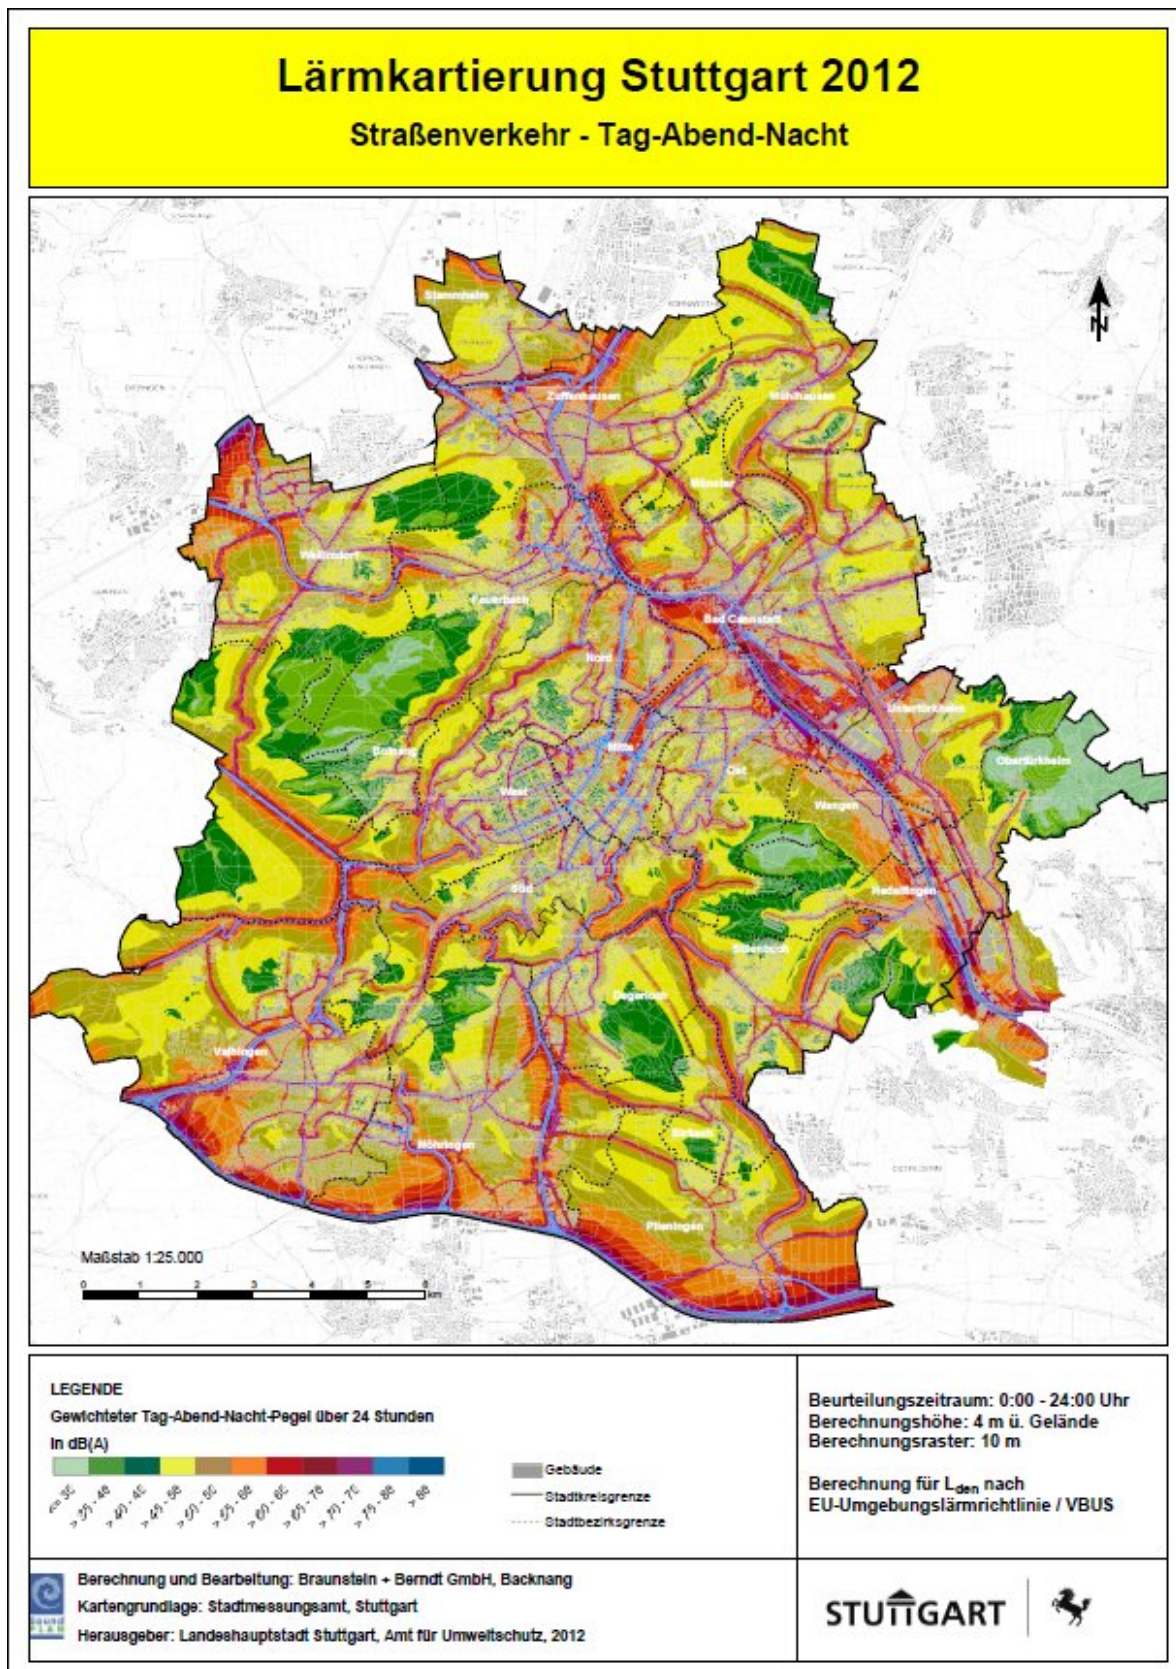 Lärmkartierung Stuttgart 2012
Straßenverkehr - Tag-Abend-Nacht
Stammheim
Zuffenhausen
Mühlhausen
Münster
Weilimdorf
Feuerbach
Bad Cannstatt
Nord
Untertürkheim
Botnang
Mitte
Obertürkheim
Ost
West
Wangen
Süd
Hedelfingen
Sillenbuch
Degerloch
Vaihingen
Birkach
Möhringen
Plieningen
N
Maßstab 1:25.000
0 1 2 3 4 5 6 km
LEGENDE
Gewichteter Tag-Abend-Nacht-Pegel über 24 Stunden
in dB(A)
Gebäude
Stadtkreisgrenze
Stadtbezirksgrenze
Beurteilungszeitraum: 0:00 - 24:00 Uhr
Berechnungshöhe: 4 m ü. Gelände
Berechnungsraster: 10 m
Berechnung für Lden nach
EU-Umgebungslärmrichtlinie / VBUS
Berechnung und Bearbeitung: Braunstein + Berndt GmbH, Backnang
Kartengrundlage: Stadtmessungsamt, Stuttgart
Herausgeber: Landeshauptstadt Stuttgart, Amt für Umweltschutz, 2012
STUTTGART